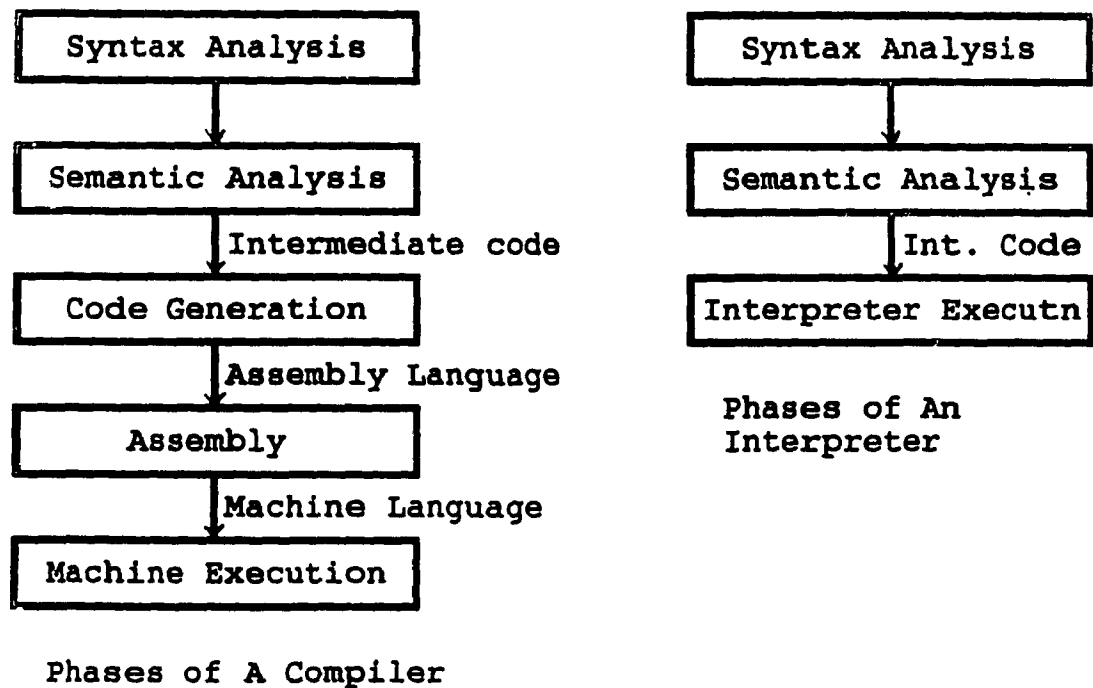 Syntax Analysis
Semantic Analysis
Intermediate code
Code Generation
Assembly Language
Assembly
Machine Language
Machine Execution
Phases of A Compiler
Syntax Analysis
Semantic Analysis
Int. Code
Interpreter Executn
Phases of An
Interpreter